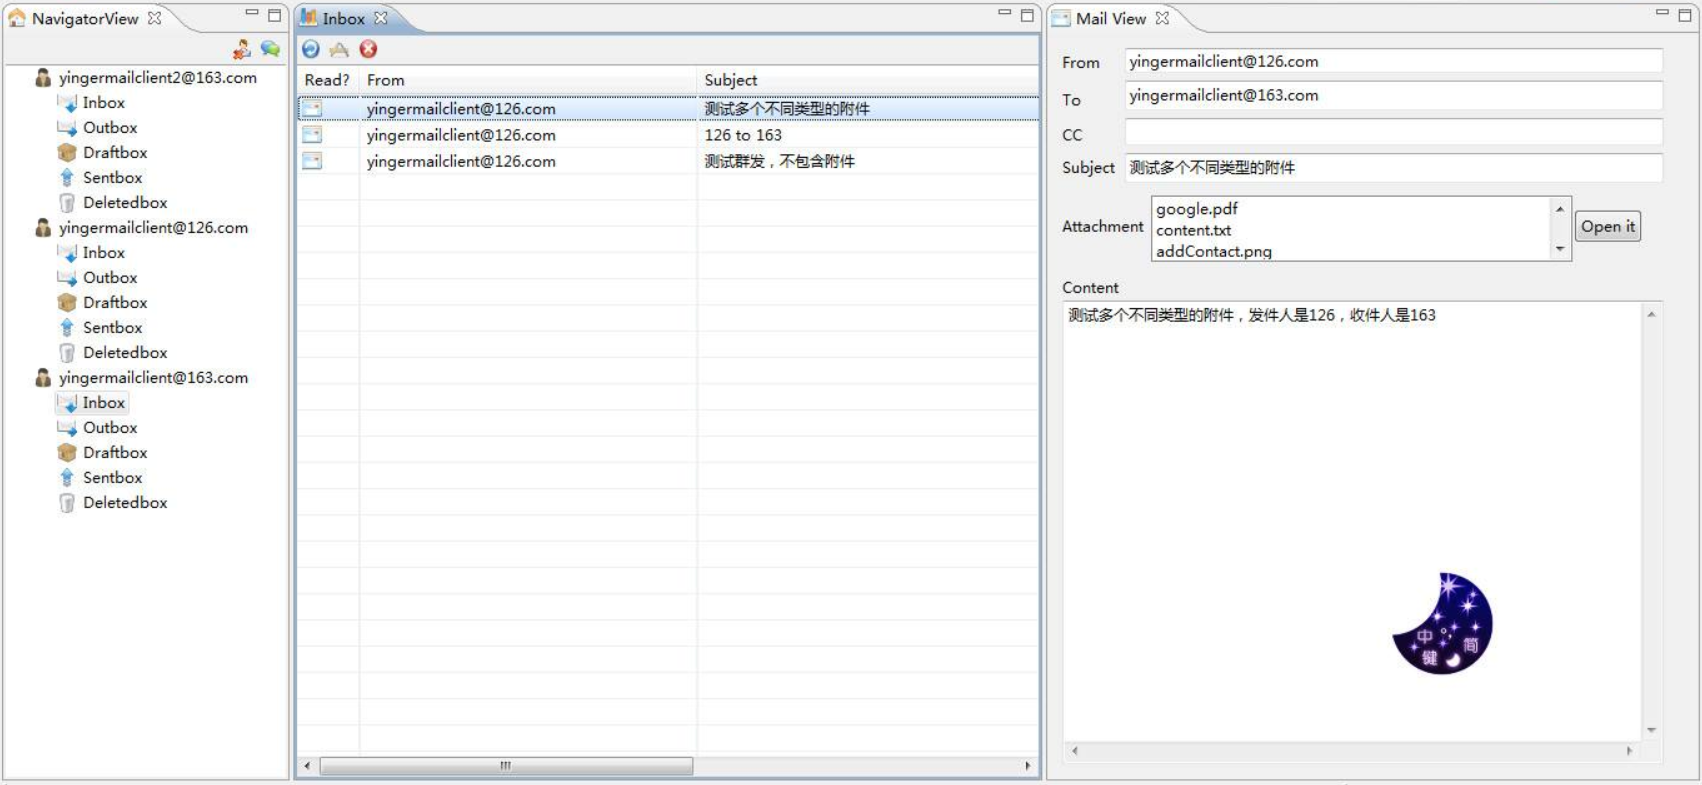 NavigatorView
yingermailclient2@163.com
Inbox
Outbox
Draftbox
Sentbox
Deletedbox
yingermailclient@126.com
Inbox
Outbox
Draftbox
Sentbox
Deletedbox
yingermailclient@163.com
Inbox
Outbox
Draftbox
Sentbox
Deletedbox
Inbox
Read? From Subject
yingermailclient@126.com 测试多个不同类型的附件
yingermailclient@126.com 126 to 163
yingermailclient@126.com 测试群发，不包含附件
Mail View
From yingermailclient@126.com
To yingermailclient@163.com
CC
Subject 测试多个不同类型的附件
Attachment
google.pdf
content.txt
addContact.png
Open it
Content
测试多个不同类型的附件，发件人是126，收件人是163
中 °,
键 简